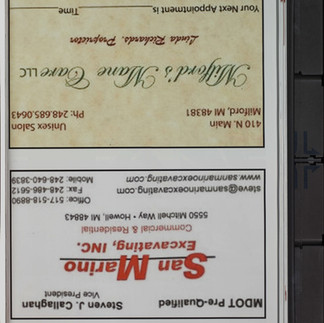 MDOT Pre-Qualified
Steven J. Callaghan
Vice President
San Marino
Excavating, INC.
Commercial & Residential
5550 Mitchell Way • Howell, MI 48843
steve@sanmarinoexcavating.com
www.sanmarinoexcavating.com
Office: 517-518-8890
Fax: 248-486-5612
Mobile: 248-640-3839
410 N. Main
Milford, MI 48381
Unisex Salon
Ph: 248.685.0643
Milford's Mane Care LLC
Linda Richards, Proprietor
Your Next Appointment is
Time